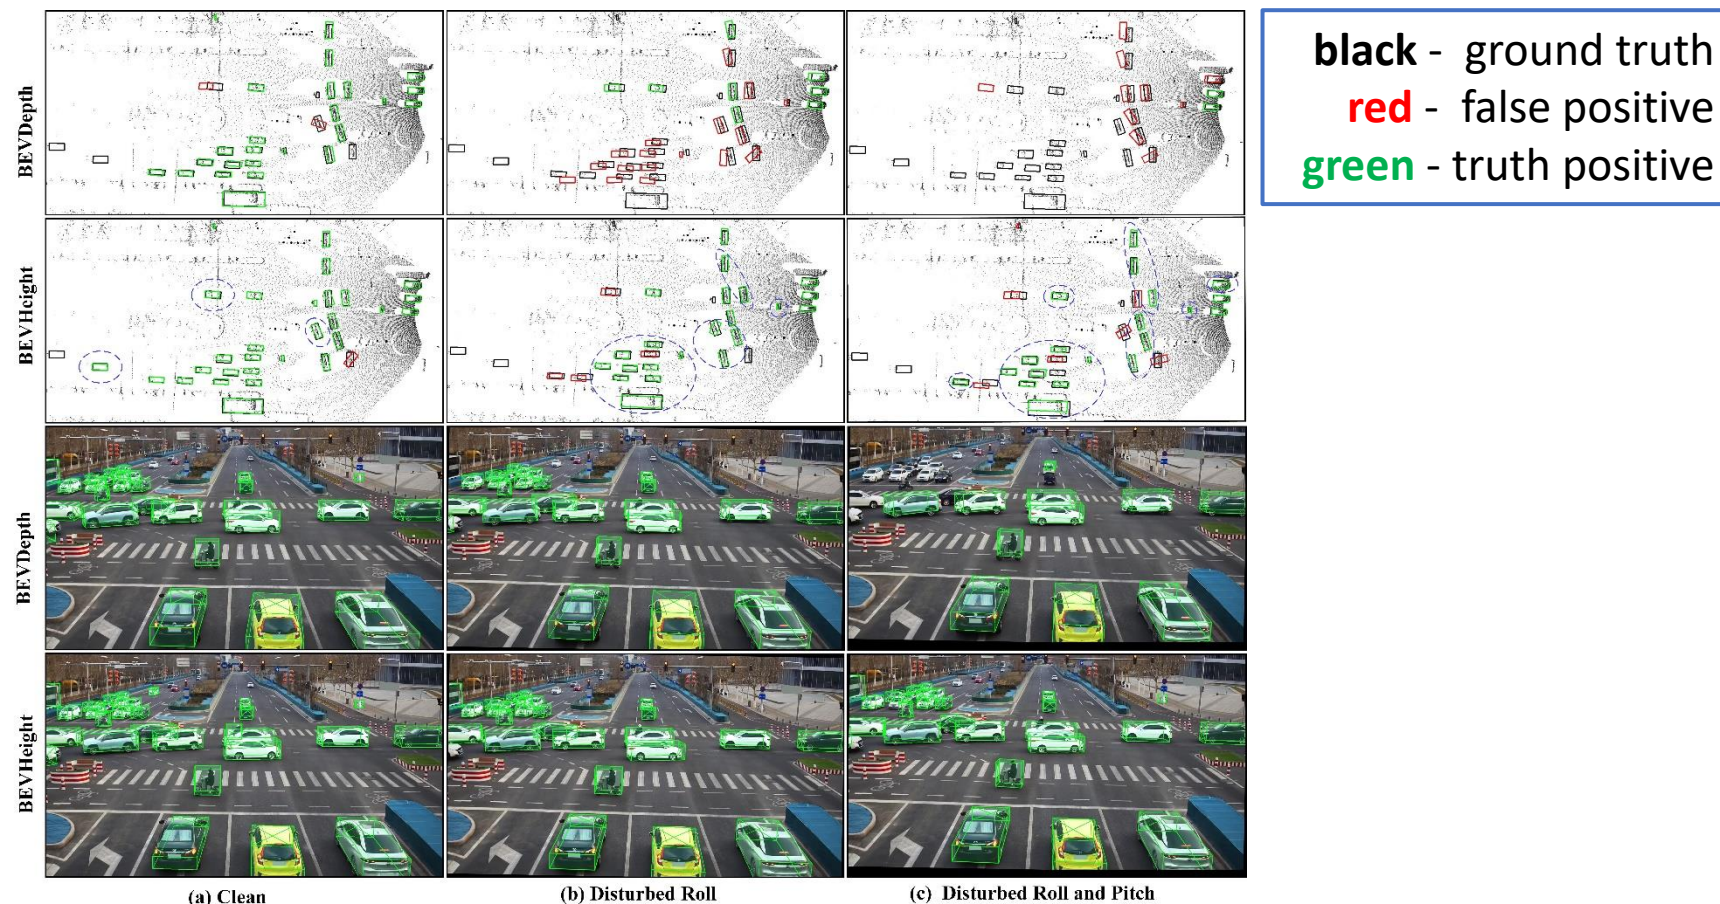 BEVDepth
BEVHeight
BEVDepth
BEVHeight
(a) Clean
(b) Disturbed Roll
(c) Disturbed Roll and Pitch
black - ground truth
red - false positive
green - truth positive